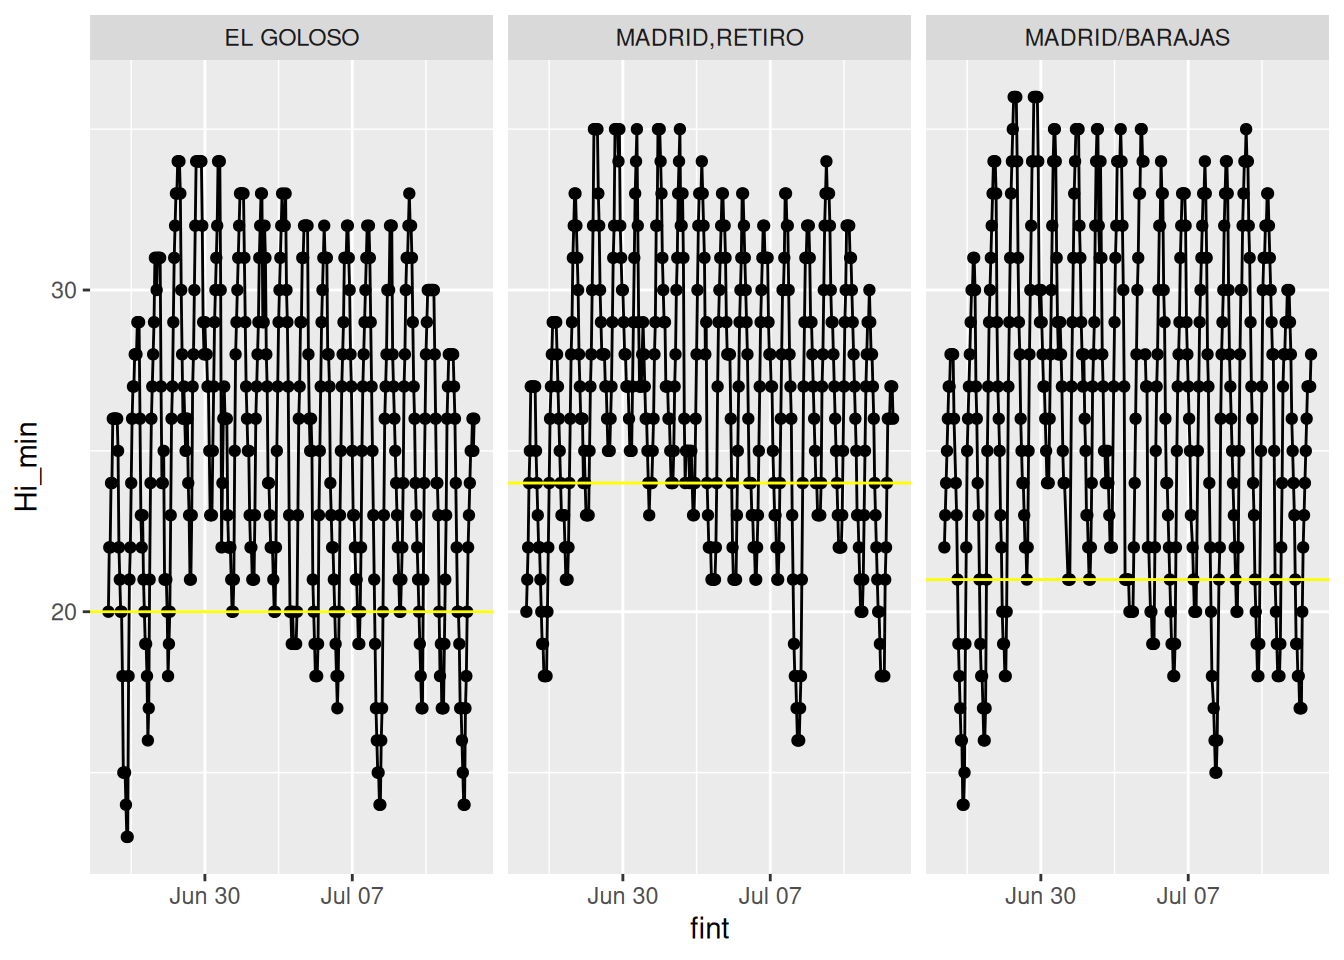 EL GOLOSO
MADRID,RETIRO
MADRID/BARAJAS
Hi_min
30
20
Jun 30
Jul 07
Jun 30
Jul 07
Jun 30
Jul 07
fint